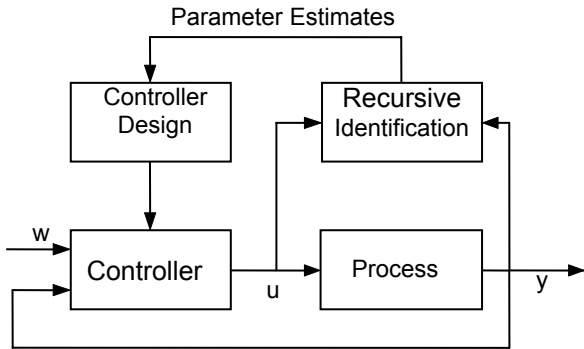 Parameter Estimates
Controller
Design
Recursive
Identification
w
Controller
u
Process
y